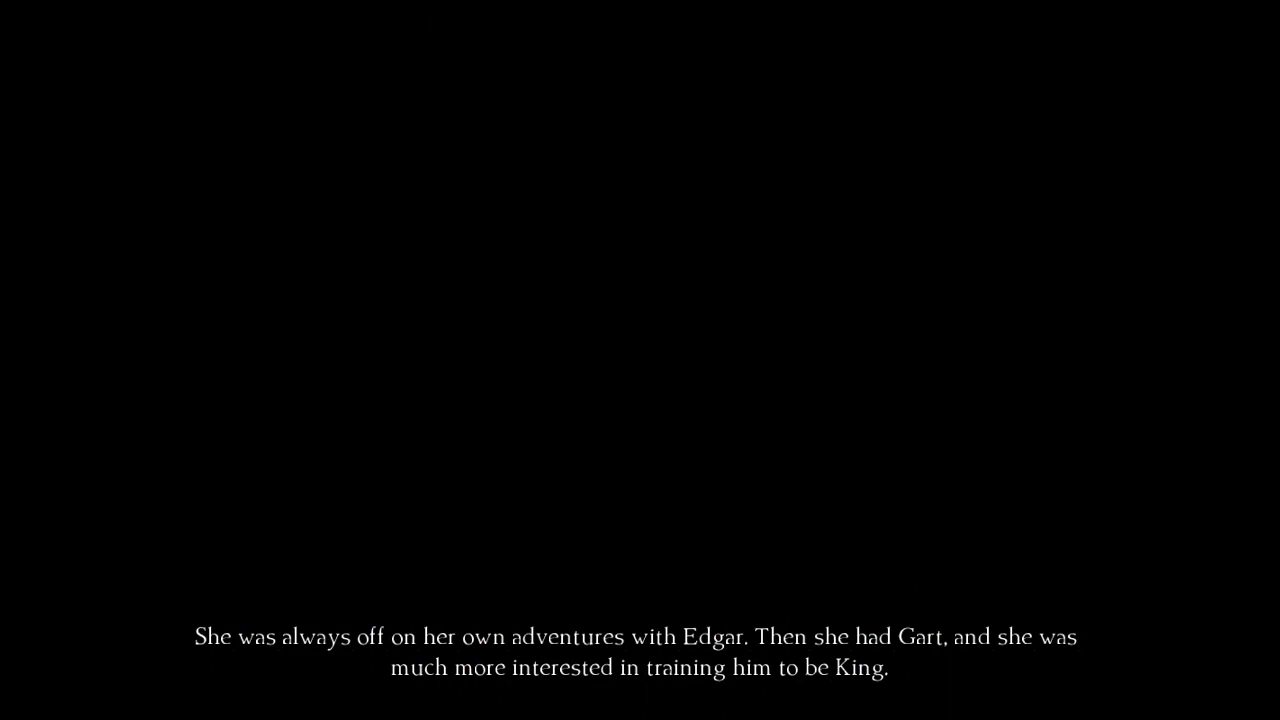 She was always off on her own adventures with Edgar. Then she had Gart, and she was
much more interested in training him to be King.